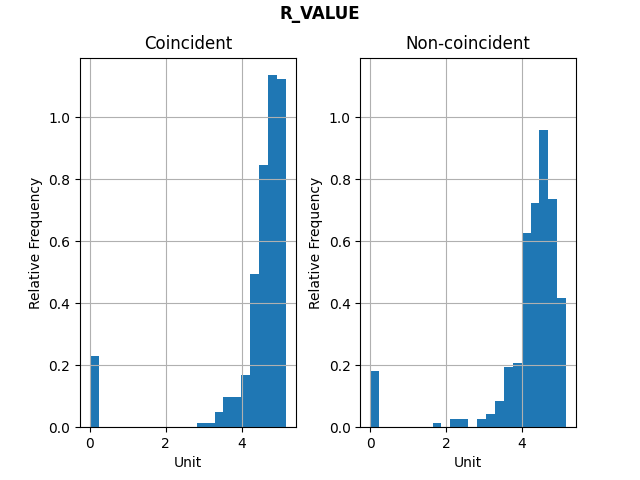 R_VALUE
Coincident
Non-coincident
Relative Frequency
1.0
0.8
0.6
0.4
0.2
0.0
0
2
4
Unit
Relative Frequency
1.0
0.8
0.6
0.4
0.2
0.0
0
2
4
Unit